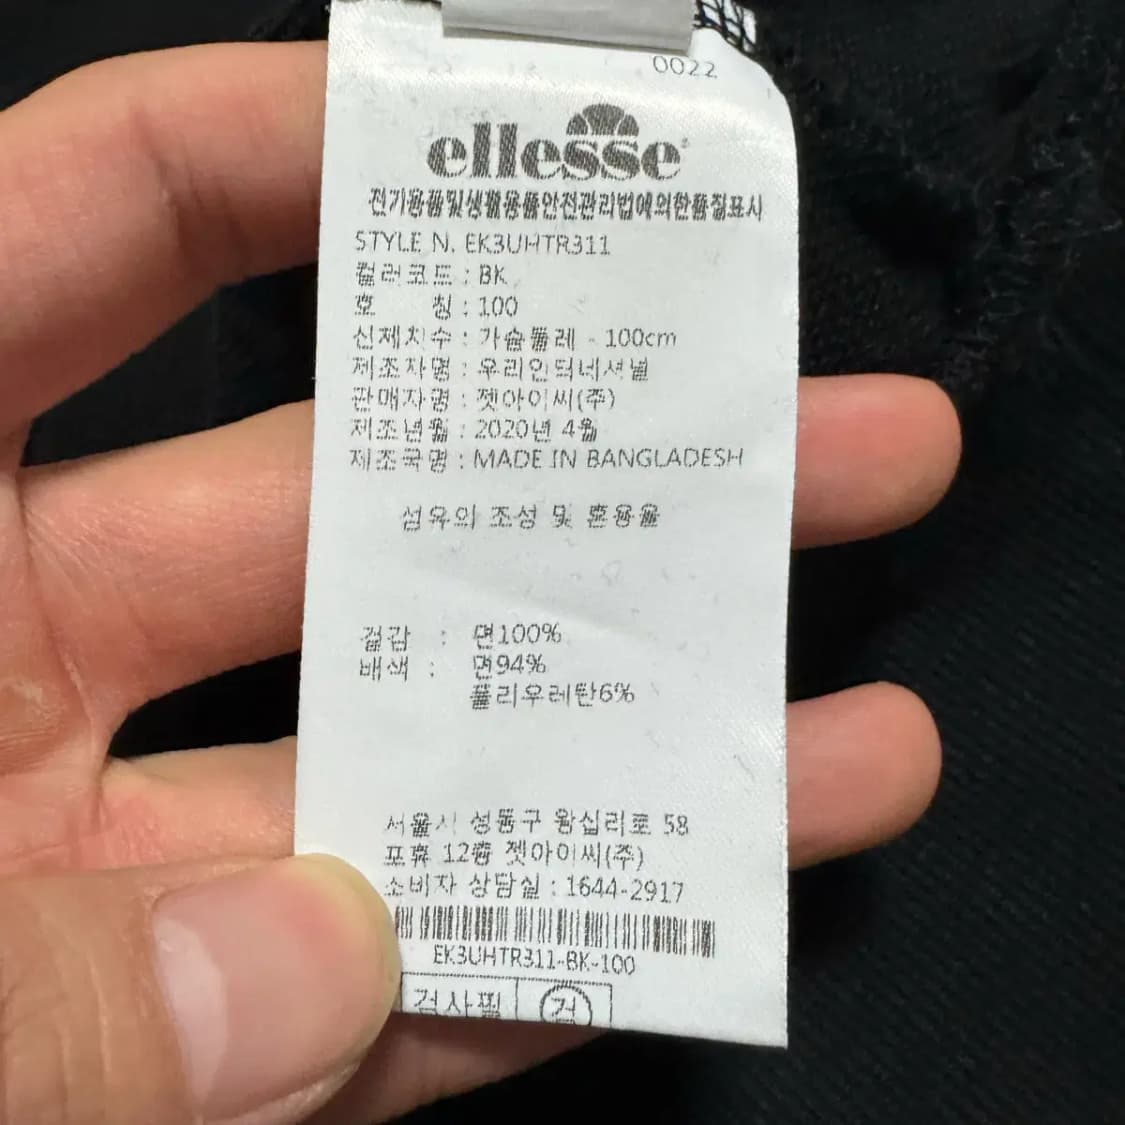 0022
ellesse
전기용품및생활용품안전관리법에의한품질표시
STYLE N. EK3UHTR311
컬러코드 : BK
호 칭 : 100
신체치수 : 가슴둘레 - 100cm
제조자명 : 우리인터네셔널
판매자명 : 젯아이씨(주)
제조년월 : 2020년 4월
제조국명 : MADE IN BANGLADESH
섬유의 조성 및 혼용율
겉감 : 면100%
배색 : 면94%
폴리우레탄6%
서울시 성동구 왕십리로 58
포휴 12층 젯아이씨(주)
소비자 상담실 : 1644-2917
EK3UHTR311-BK-100
검사필 검